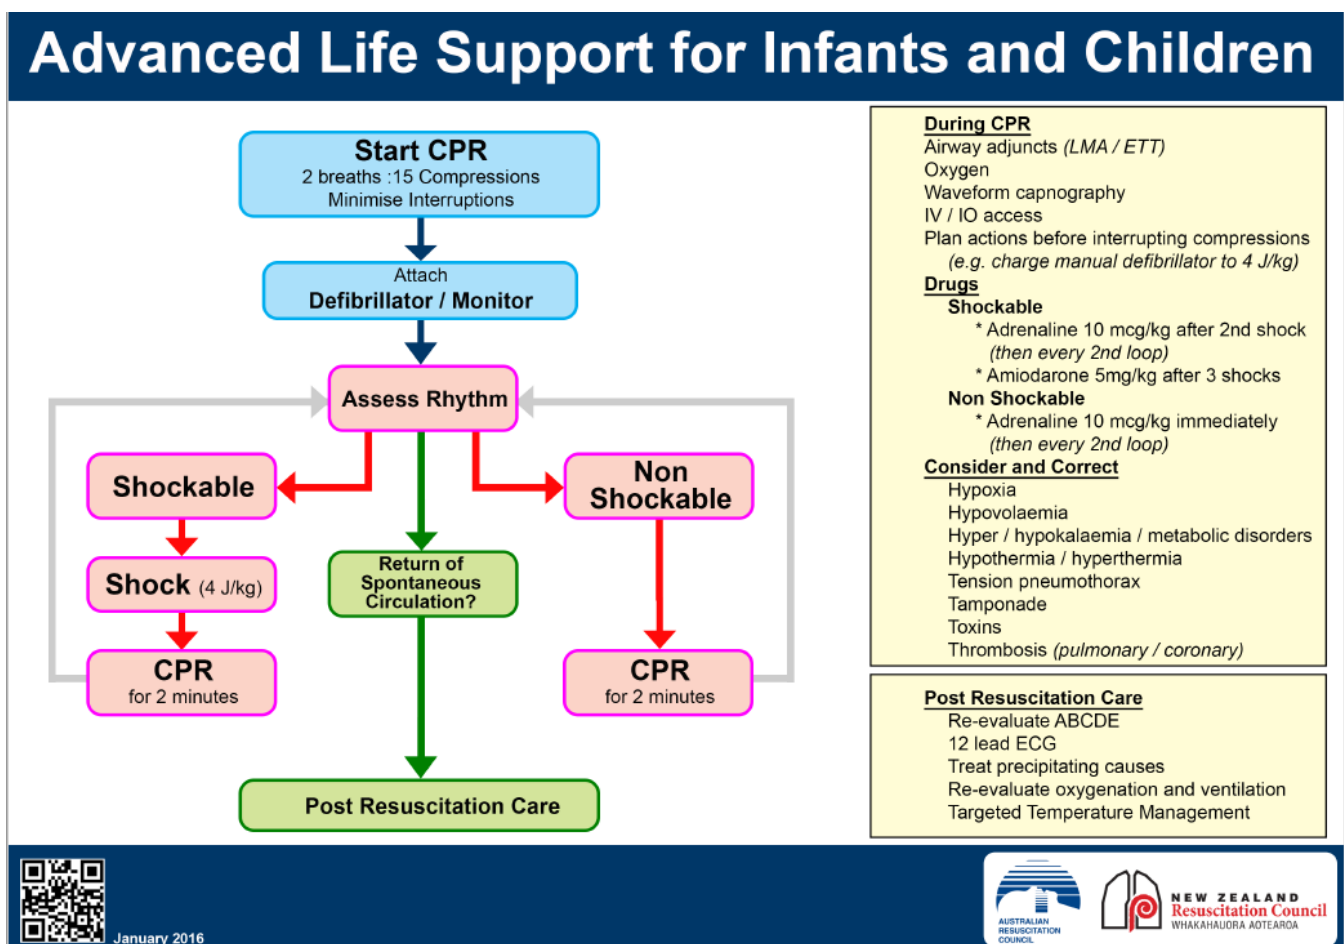 Advanced Life Support for Infants and Children
Start CPR
2 breaths :15 Compressions
Minimise Interruptions
Attach
Defibrillator / Monitor
Assess Rhythm
Shockable
Shock (4 J/kg)
CPR
for 2 minutes
Return of
Spontaneous
Circulation?
Non
Shockable
CPR
for 2 minutes
Post Resuscitation Care
During CPR
Airway adjuncts (LMA / ETT)
Oxygen
Waveform capnography
IV / IO access
Plan actions before interrupting compressions
(e.g. charge manual defibrillator to 4 J/kg)
Drugs
Shockable
* Adrenaline 10 mcg/kg after 2nd shock
(then every 2nd loop)
* Amiodarone 5mg/kg after 3 shocks
Non Shockable
* Adrenaline 10 mcg/kg immediately
(then every 2nd loop)
Consider and Correct
Hypoxia
Hypovolaemia
Hyper / hypokalaemia / metabolic disorders
Hypothermia / hyperthermia
Tension pneumothorax
Tamponade
Toxins
Thrombosis (pulmonary / coronary)
Post Resuscitation Care
Re-evaluate ABCDE
12 lead ECG
Treat precipitating causes
Re-evaluate oxygenation and ventilation
Targeted Temperature Management
January 2016
AUSTRALIAN
RESUSCITATION
COUNCIL
NEW ZEALAND
Resuscitation Council
WHAKAHAUORA AOTEAROA